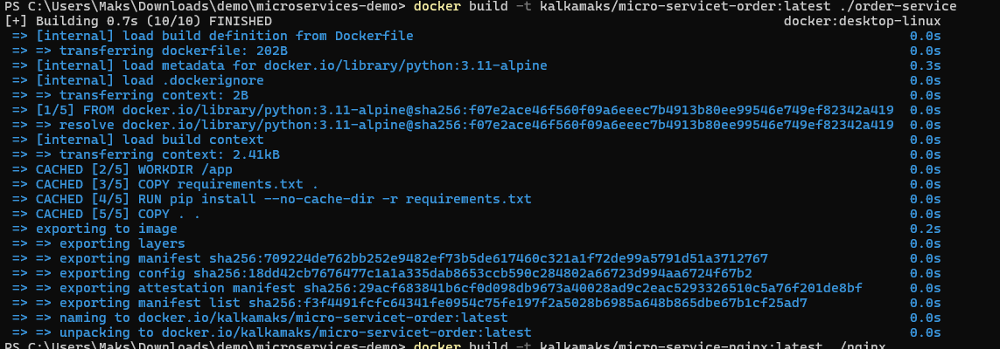 PS C:\Users\Maks\Downloads\demo\microservices-demo> docker build -t kalkamaks/micro-servicet-order:latest ./order-service
[+] Building 0.7s (10/10) FINISHED docker:desktop-linux
=> [internal] load build definition from Dockerfile 0.0s
=> => transferring dockerfile: 202B 0.0s
=> [internal] load metadata for docker.io/library/python:3.11-alpine 0.3s
=> [internal] load .dockerignore 0.0s
=> => transferring context: 2B 0.0s
=> [1/5] FROM docker.io/library/python:3.11-alpine@sha256:f07e2ace46f560f09a6eeec7b4913b80ee99546e749ef82342a419 0.0s
=> => resolve docker.io/library/python:3.11-alpine@sha256:f07e2ace46f560f09a6eeec7b4913b80ee99546e749ef82342a419 0.0s
=> [internal] load build context 0.0s
=> => transferring context: 2.41kB 0.0s
=> CACHED [2/5] WORKDIR /app 0.0s
=> CACHED [3/5] COPY requirements.txt . 0.0s
=> CACHED [4/5] RUN pip install --no-cache-dir -r requirements.txt 0.0s
=> CACHED [5/5] COPY . . 0.0s
=> exporting to image 0.2s
=> => exporting layers 0.0s
=> => exporting manifest sha256:709224de762bb252e9482ef73b5de617460c321a1f72de99a5791d51a3712767 0.0s
=> => exporting config sha256:18dd42cb7676477c1a1a335dab8653ccb590c284802a66723d994aa6724f67b2 0.0s
=> => exporting attestation manifest sha256:29acf683841b6cf0d098db9673a40028ad9c2eac5293326510c5a76f201de8bf 0.0s
=> => exporting manifest list sha256:f3f4491fcfc64341fe0954c75fe197f2a5028b6985a648b865dbe67b1cf25ad7 0.0s
=> => naming to docker.io/kalkamaks/micro-servicet-order:latest 0.0s
=> => unpacking to docker.io/kalkamaks/micro-servicet-order:latest 0.0s
PS C:\Users\Maks\Downloads\demo\microservices-demo> docker build -t kalkamaks/micro-service-nginx:latest ./nginx